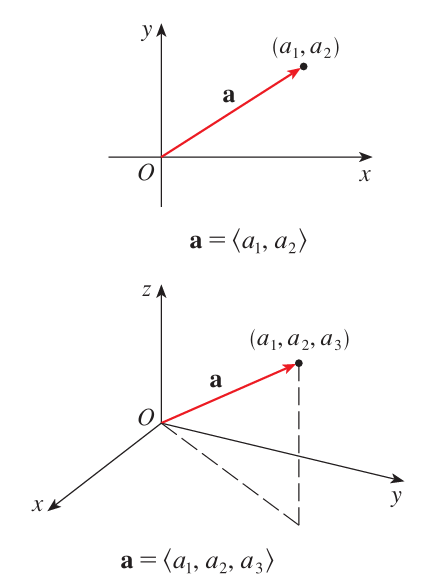 y
(a₁, a₂)
a
O
x
a = ⟨a₁, a₂⟩
z
(a₁, a₂, a₃)
a
O
x
y
a = ⟨a₁, a₂, a₃⟩